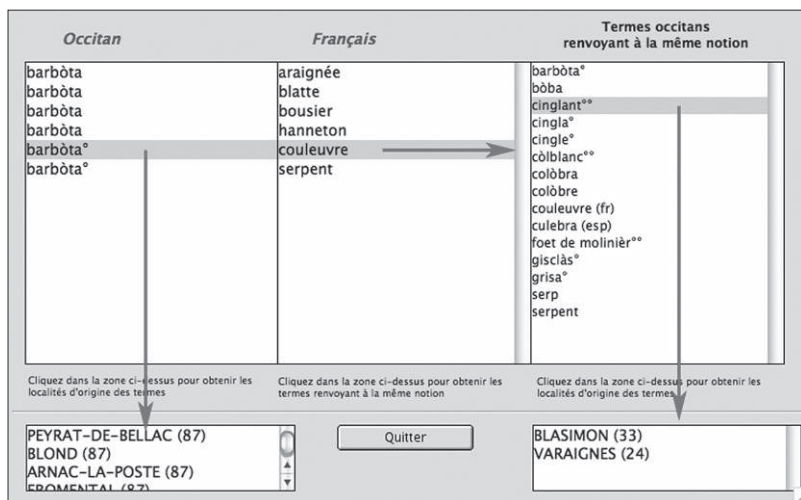 Occitan
Français
Termes occitans
renvoyant à la même notion
barbòta
barbòta
barbòta
barbòta
barbòta°
barbòta°
araignée
blatte
bousier
hanneton
couleuvre
serpent
barbòta°
bòba
cinglant°°
cingla°
cingle°
còlblanc°°
colòbra
colòbre
couleuvre (fr)
culebra (esp)
foet de molinièr°°
gisclàs°
grisa°
serp
serpent
Cliquez dans la zone ci-dessus pour obtenir les
localités d'origine des termes
Cliquez dans la zone ci-dessus pour obtenir les
termes renvoyant à la même notion
Cliquez dans la zone ci-dessus pour obtenir les
localités d'origine des termes
PEYRAT-DE-BELLAC (87)
BLOND (87)
ARNAC-LA-POSTE (87)
FROMENTAL (87)
Quitter
BLASIMON (33)
VARAIGNES (24)